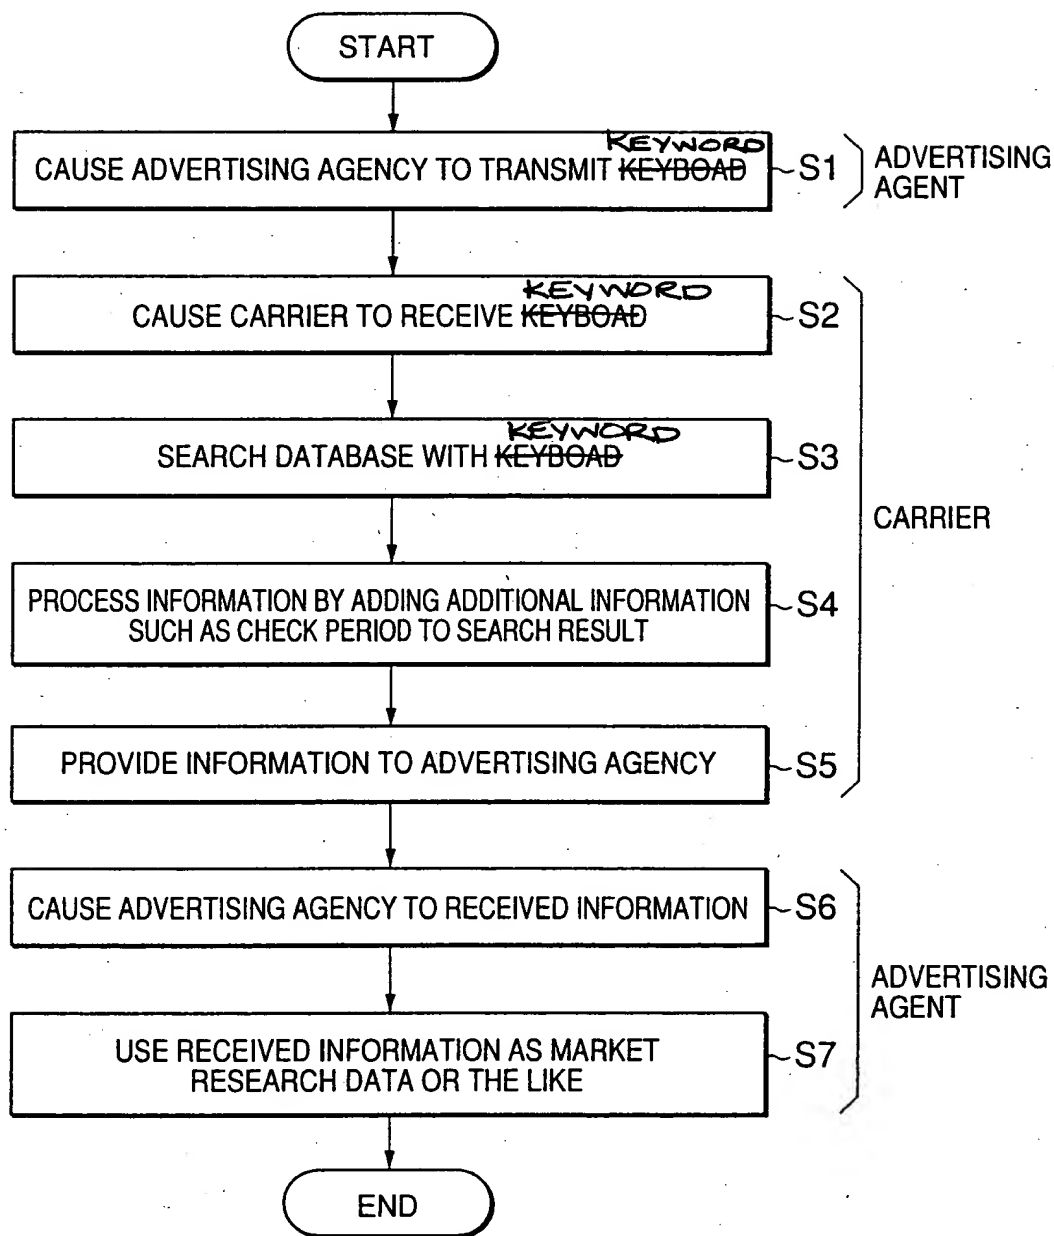 START
KEYWORD
CAUSE ADVERTISING AGENCY TO TRANSMIT KEYBOAD
S1
ADVERTISING
AGENT
KEYWORD
CAUSE CARRIER TO RECEIVE KEYBOAD
S2
KEYWORD
SEARCH DATABASE WITH KEYBOAD
S3
CARRIER
PROCESS INFORMATION BY ADDING ADDITIONAL INFORMATION
SUCH AS CHECK PERIOD TO SEARCH RESULT
S4
PROVIDE INFORMATION TO ADVERTISING AGENCY
S5
CAUSE ADVERTISING AGENCY TO RECEIVED INFORMATION
S6
ADVERTISING
AGENT
USE RECEIVED INFORMATION AS MARKET
RESEARCH DATA OR THE LIKE
S7
END